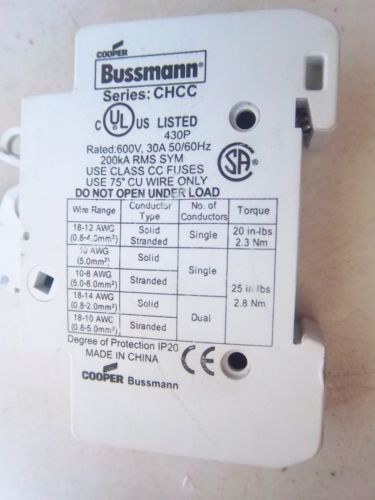 COOPER
Bussmann®
Series: CHCC
C UL US LISTED
430P
Rated:600V, 30A 50/60Hz
200kA RMS SYM
USE CLASS CC FUSES
USE 75° CU WIRE ONLY
DO NOT OPEN UNDER LOAD
SA
Wire Range Conductor Type No. of Conductors Torque
18-12 AWG (0.8-4.0mm²) Solid Stranded Single 20 in-lbs 2.3 Nm
10 AWG (5.0mm²) Solid Single 25 in-lbs 2.8 Nm
10-8 AWG (5.0-8.0mm²) Stranded
18-14 AWG (0.8-2.0mm²) Solid Dual
18-10 AWG (0.8-5.0mm²) Stranded
Degree of Protection IP20
MADE IN CHINA CE
COOPER Bussmann